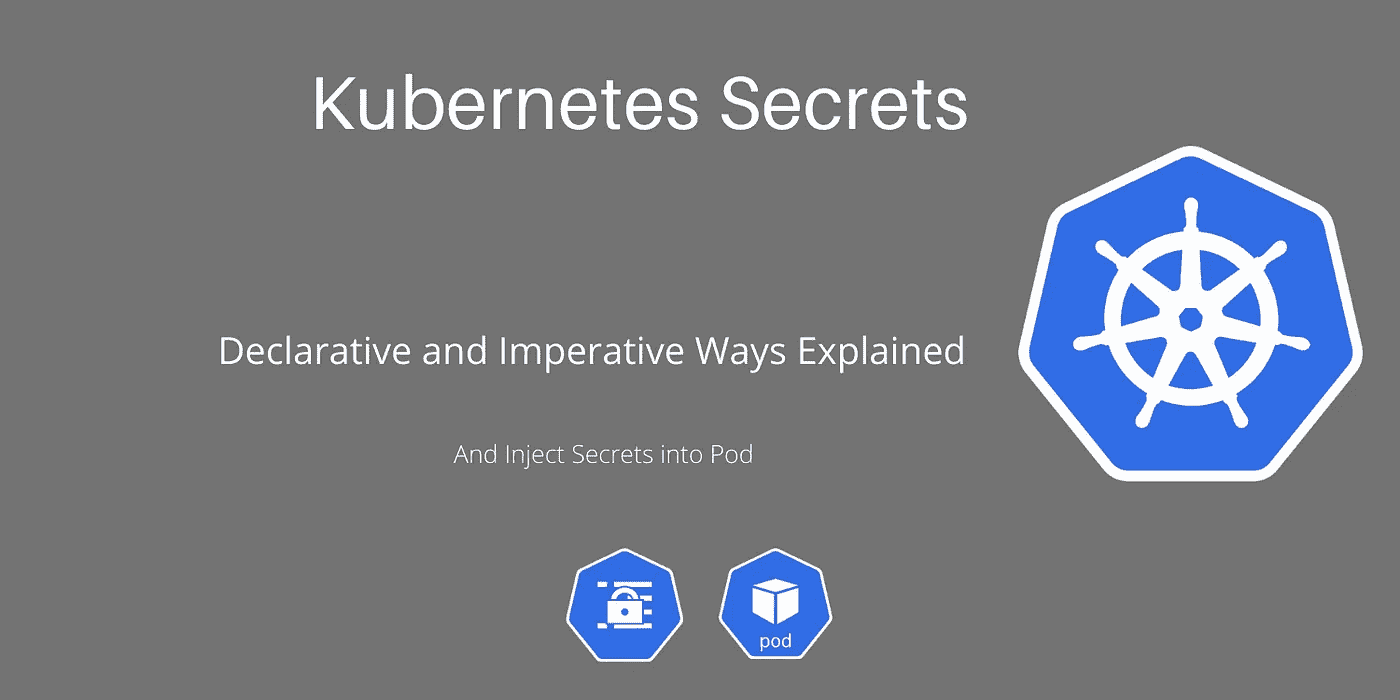 Kubernetes Secrets
Declarative and Imperative Ways Explained
And Inject Secrets into Pod
pod